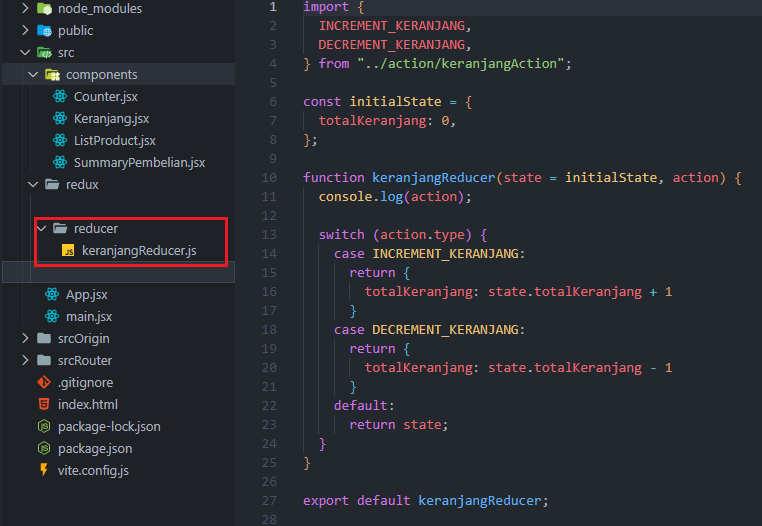 node_modules
public
src
components
Counter.jsx
Keranjang.jsx
ListProduct.jsx
SummaryPembelian.jsx
redux
reducer
JS keranjangReducer.js
App.jsx
main.jsx
srcOrigin
srcRouter
.gitignore
index.html
package-lock.json
package.json
vite.config.js
1 import {
2   INCREMENT_KERANJANG,
3   DECREMENT_KERANJANG,
4 } from "../action/keranjangAction";
5
6 const initialState = {
7   totalKeranjang: 0,
8 };
9
10 function keranjangReducer(state = initialState, action) {
11   console.log(action);
12
13   switch (action.type) {
14     case INCREMENT_KERANJANG:
15       return {
16         totalKeranjang: state.totalKeranjang + 1
17       }
18     case DECREMENT_KERANJANG:
19       return {
20         totalKeranjang: state.totalKeranjang - 1
21       }
22     default:
23       return state;
24   }
25 }
26
27 export default keranjangReducer;
28